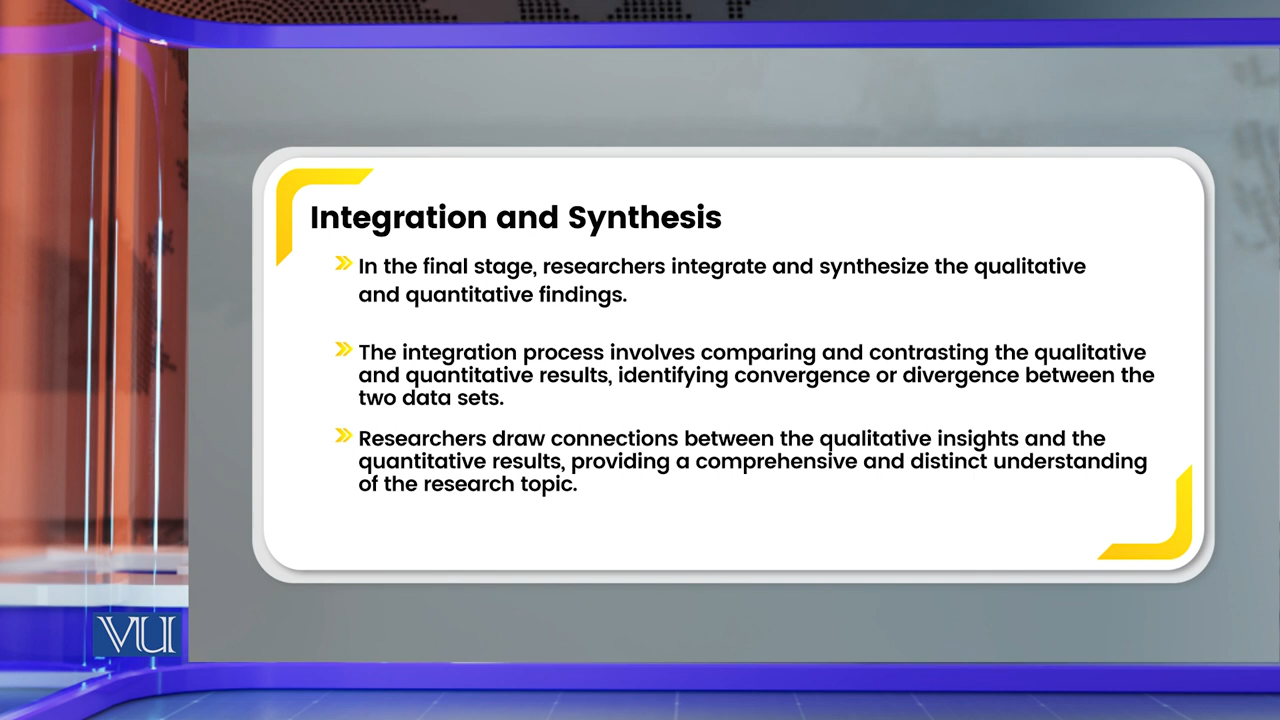 Integration and Synthesis
In the final stage, researchers integrate and synthesize the qualitative
and quantitative findings.
The integration process involves comparing and contrasting the qualitative
and quantitative results, identifying convergence or divergence between the
two data sets.
Researchers draw connections between the qualitative insights and the
quantitative results, providing a comprehensive and distinct understanding
of the research topic.
VU